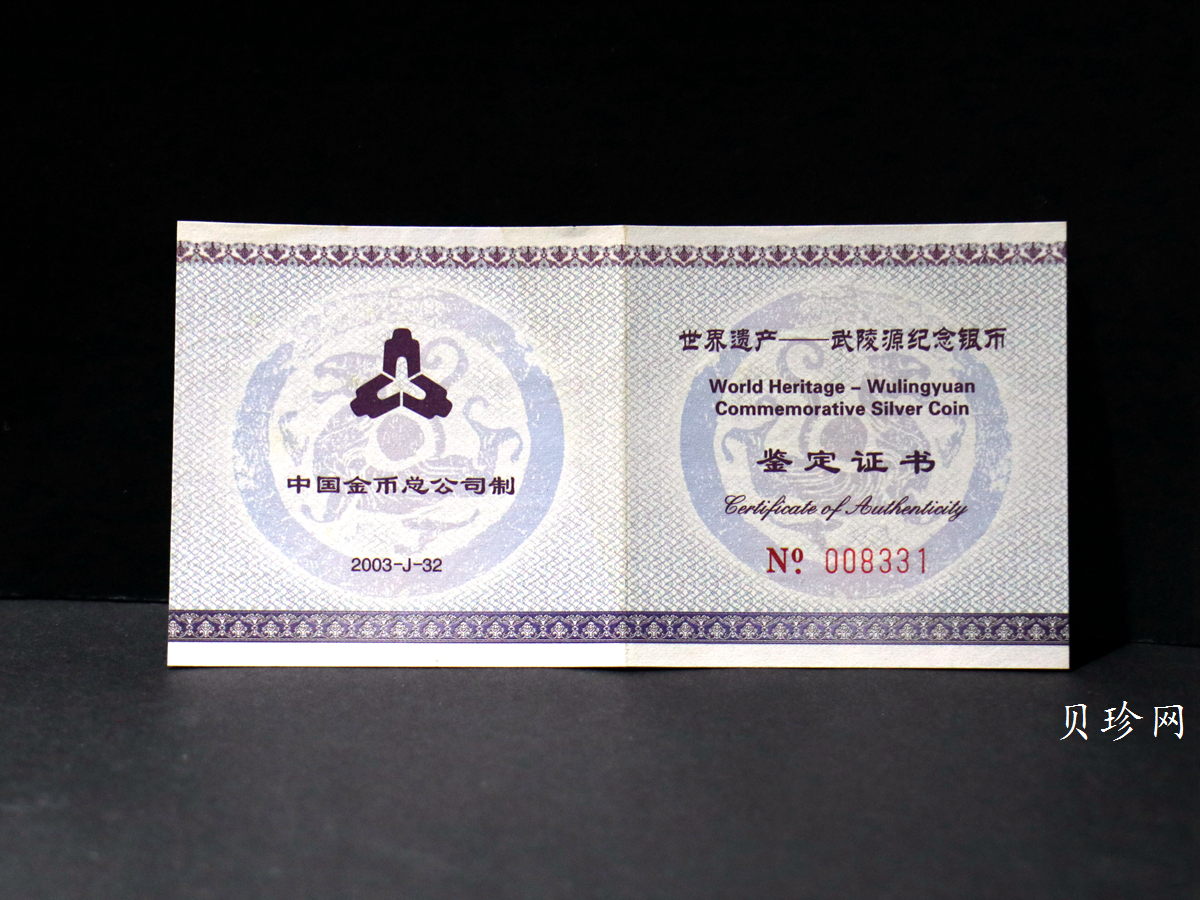 中国金币总公司制
2003-J-32
世界遗产——武陵源纪念银币
World Heritage – Wulingyuan
Commemorative Silver Coin
鉴定证书
Certificate of Authenticity
Nº. 008331
贝珍网